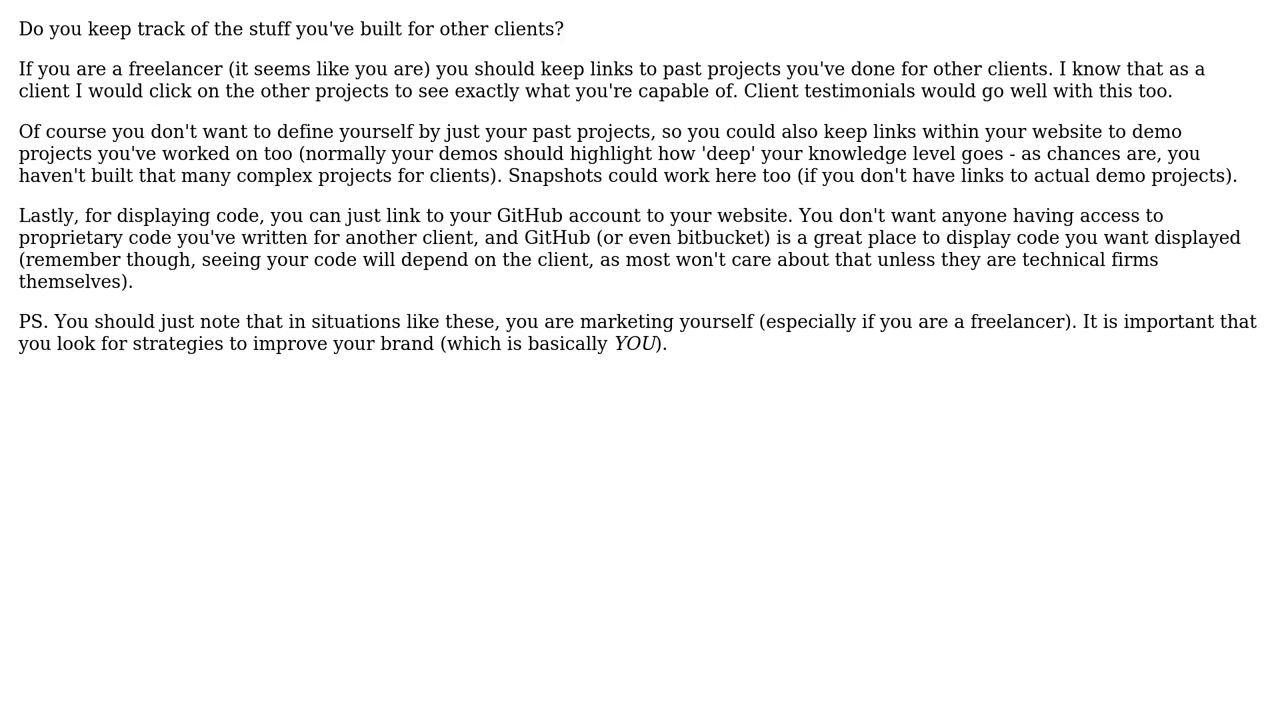 Do you keep track of the stuff you've built for other clients?
If you are a freelancer (it seems like you are) you should keep links to past projects you've done for other clients. I know that as a
client I would click on the other projects to see exactly what you're capable of. Client testimonials would go well with this too.
Of course you don't want to define yourself by just your past projects, so you could also keep links within your website to demo
projects you've worked on too (normally your demos should highlight how 'deep' your knowledge level goes - as chances are, you
haven't built that many complex projects for clients). Snapshots could work here too (if you don't have links to actual demo projects).
Lastly, for displaying code, you can just link to your GitHub account to your website. You don't want anyone having access to
proprietary code you've written for another client, and GitHub (or even bitbucket) is a great place to display code you want displayed
(remember though, seeing your code will depend on the client, as most won't care about that unless they are technical firms
themselves).
PS. You should just note that in situations like these, you are marketing yourself (especially if you are a freelancer). It is important that
you look for strategies to improve your brand (which is basically YOU).